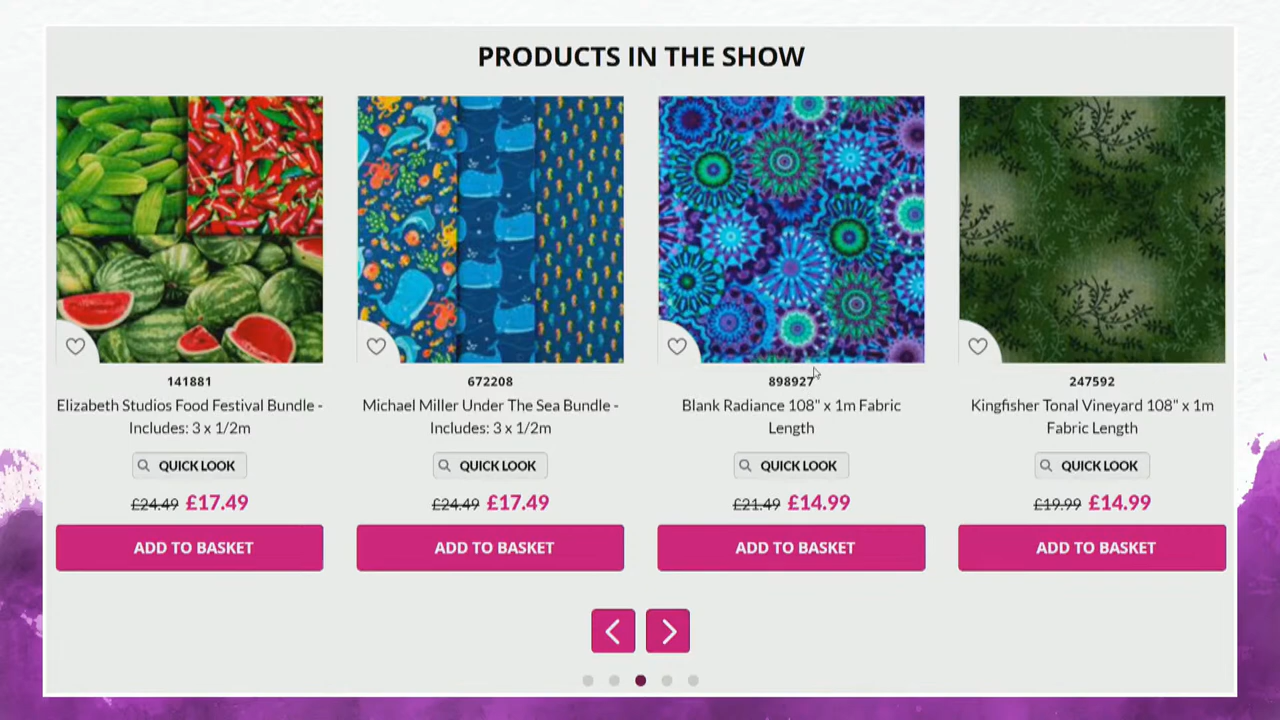 PRODUCTS IN THE SHOW
141881
Elizabeth Studios Food Festival Bundle -
Includes: 3 x 1/2m
QUICK LOOK
£24.49 £17.49
ADD TO BASKET
672208
Michael Miller Under The Sea Bundle -
Includes: 3 x 1/2m
QUICK LOOK
£24.49 £17.49
ADD TO BASKET
898927
Blank Radiance 108" x 1m Fabric
Length
QUICK LOOK
£21.49 £14.99
ADD TO BASKET
247592
Kingfisher Tonal Vineyard 108" x 1m
Fabric Length
QUICK LOOK
£19.99 £14.99
ADD TO BASKET